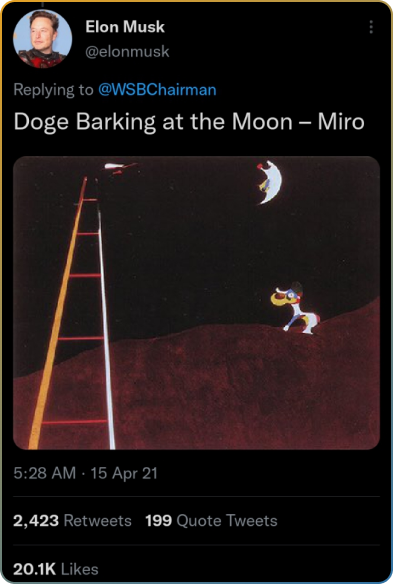 Elon Musk
@elonmusk
Replying to @WSBChairman
Doge Barking at the Moon – Miro
5:28 AM · 15 Apr 21
2,423 Retweets 199 Quote Tweets
20.1K Likes